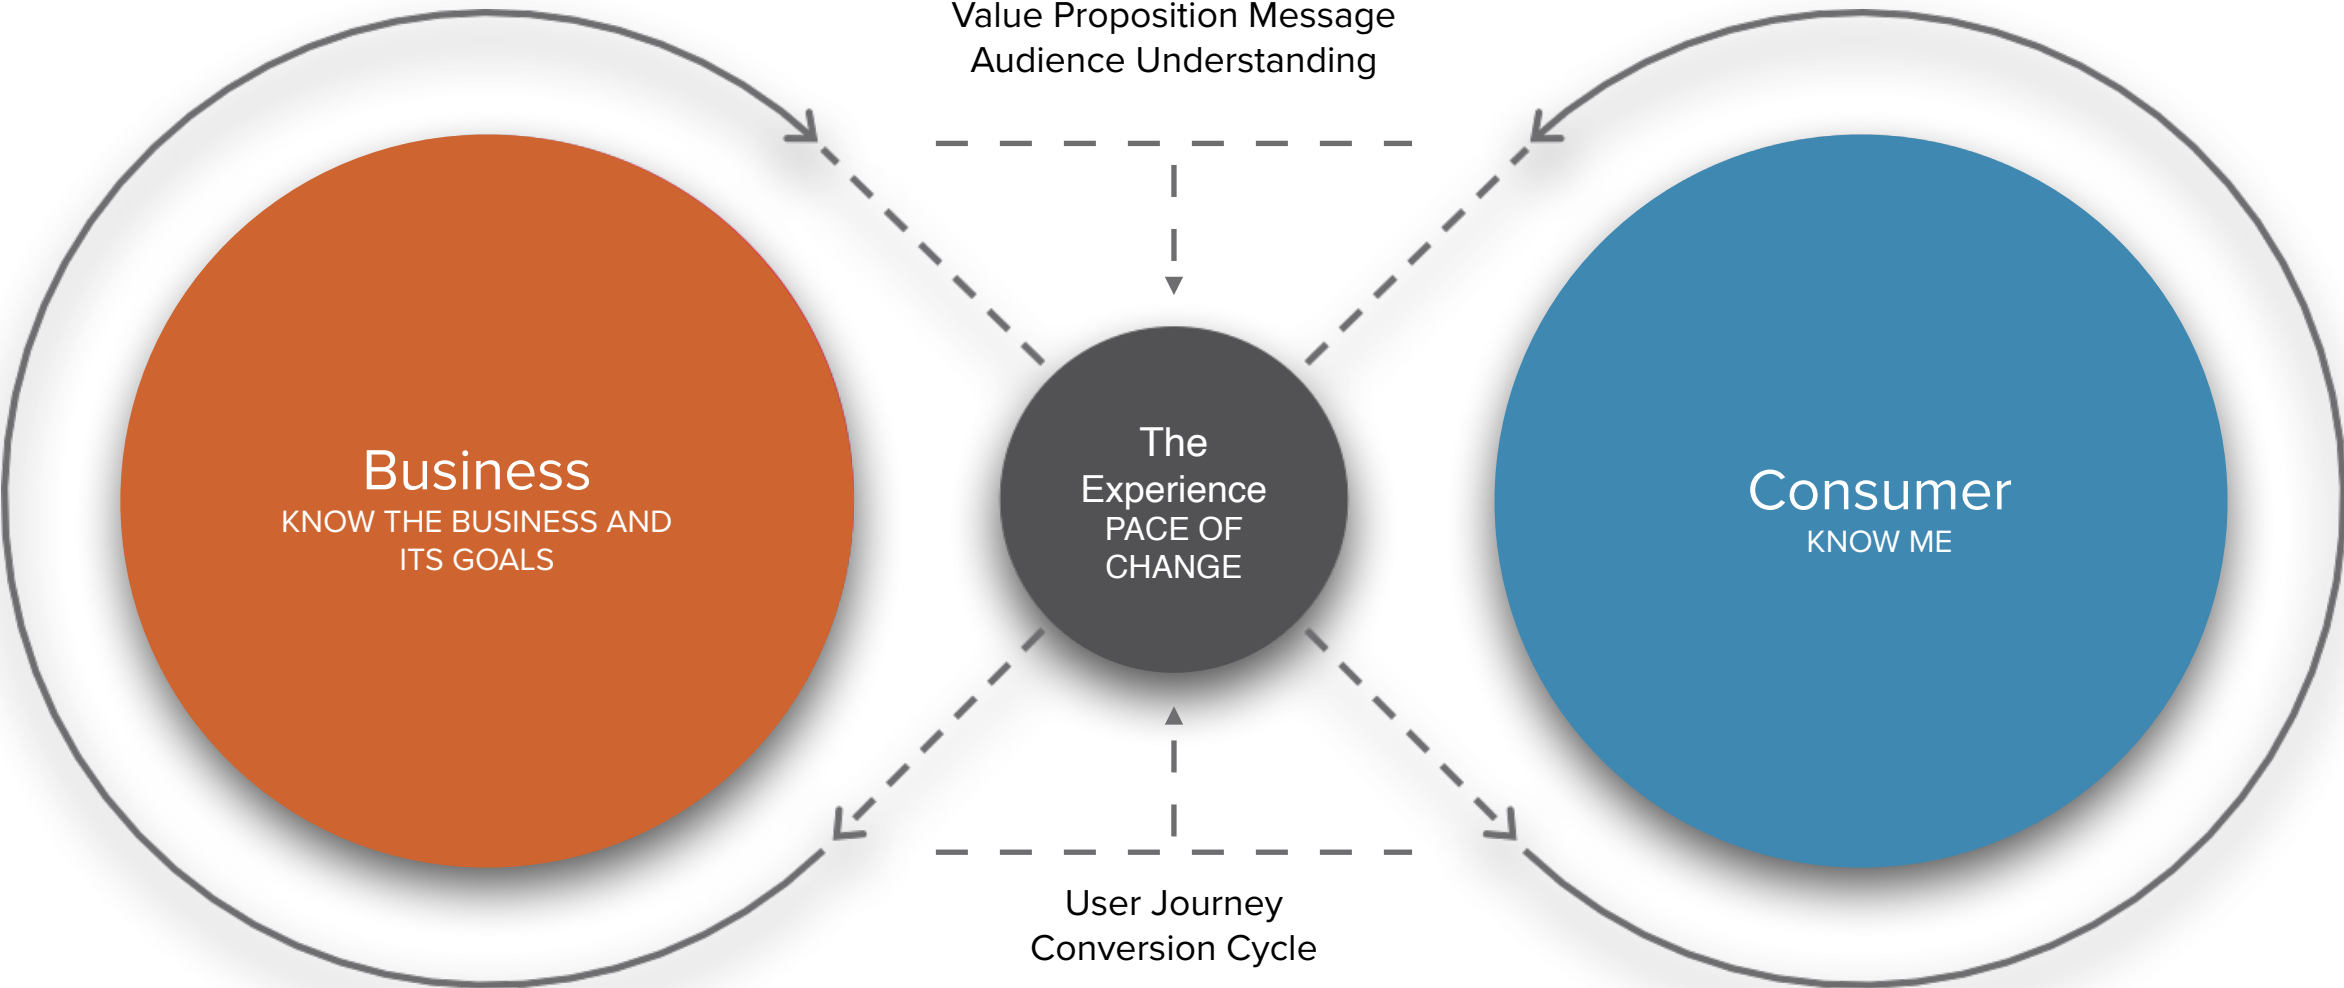 Value Proposition Message
Audience Understanding
Business
KNOW THE BUSINESS AND
ITS GOALS
The
Experience
PACE OF
CHANGE
Consumer
KNOW ME
User Journey
Conversion Cycle